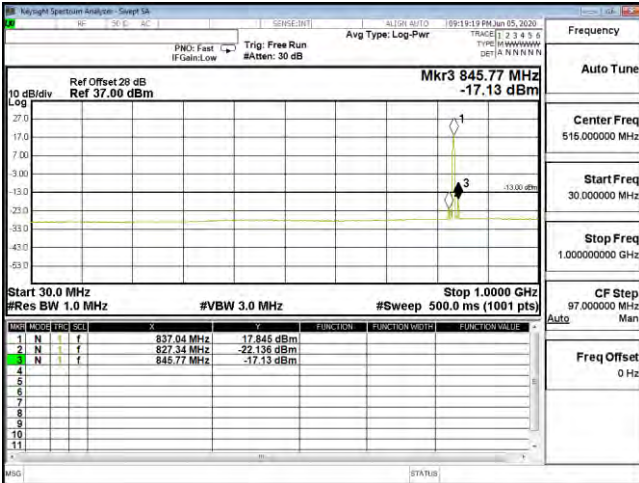 Keysight Spectrum Analyzer - Swept SA
RF 50 Ω AC SENSE:INT ALIGN AUTO 09:19:19 PM Jun 05, 2020
Avg Type: Log-Pwr
TRACE 1 2 3 4 5 6
TYPE M WWWWW
DET A N N N N N
PNO: Fast Trig: Free Run
IFGain:Low #Atten: 30 dB
Frequency
Auto Tune
Mkr3 845.77 MHz
-17.13 dBm
Ref Offset 28 dB
10 dB/div Ref 37.00 dBm
Log
27.0
17.0
7.00
-3.00
-13.0
-23.0
-33.0
-43.0
-53.0
1
3
-13.00 dBm
Center Freq
515.000000 MHz
Start Freq
30.000000 MHz
Stop Freq
1.000000000 GHz
Start 30.0 MHz Stop 1.0000 GHz
#Res BW 1.0 MHz #VBW 3.0 MHz #Sweep 500.0 ms (1001 pts)
CF Step
97.000000 MHz
Auto Man
MKR MODE TRC SCL X Y FUNCTION FUNCTION WIDTH FUNCTION VALUE
1 N 1 f 837.04 MHz 17.845 dBm
2 N 1 f 827.34 MHz -22.136 dBm
3 N 1 f 845.77 MHz -17.13 dBm
4
5
6
7
8
9
10
11
Freq Offset
0 Hz
MSG STATUS